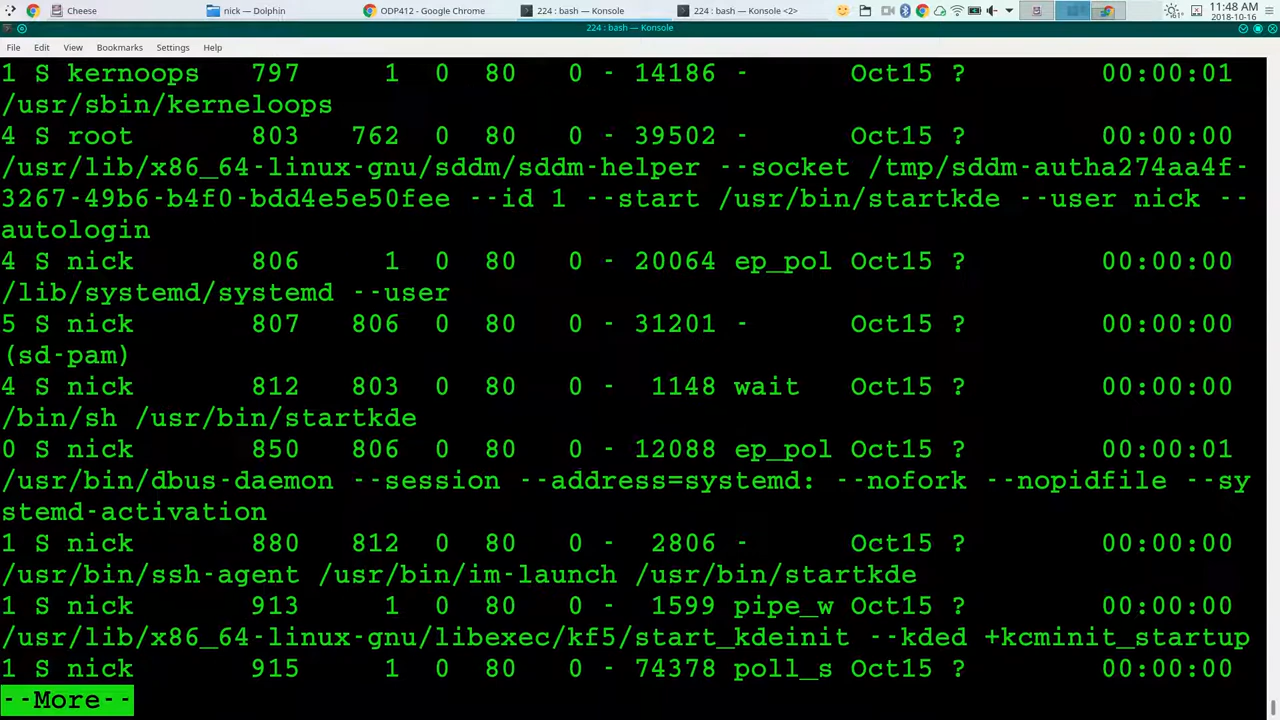 Cheese
nick — Dolphin
ODP412 - Google Chrome
224 : bash — Konsole
224 : bash — Konsole <2>
11:48 AM
2018-10-16
61°
224 : bash — Konsole
File Edit View Bookmarks Settings Help
1 S kernoops 797 1 0 80 0 - 14186 - Oct15 ? 00:00:01
/usr/sbin/kerneloops
4 S root 803 762 0 80 0 - 39502 - Oct15 ? 00:00:00
/usr/lib/x86_64-linux-gnu/sddm/sddm-helper --socket /tmp/sddm-autha274aa4f-
3267-49b6-b4f0-bdd4e5e50fee --id 1 --start /usr/bin/startkde --user nick --
autologin
4 S nick 806 1 0 80 0 - 20064 ep_pol Oct15 ? 00:00:00
/lib/systemd/systemd --user
5 S nick 807 806 0 80 0 - 31201 - Oct15 ? 00:00:00
(sd-pam)
4 S nick 812 803 0 80 0 - 1148 wait Oct15 ? 00:00:00
/bin/sh /usr/bin/startkde
0 S nick 850 806 0 80 0 - 12088 ep_pol Oct15 ? 00:00:01
/usr/bin/dbus-daemon --session --address=systemd: --nofork --nopidfile --sy
stemd-activation
1 S nick 880 812 0 80 0 - 2806 - Oct15 ? 00:00:00
/usr/bin/ssh-agent /usr/bin/im-launch /usr/bin/startkde
1 S nick 913 1 0 80 0 - 1599 pipe_w Oct15 ? 00:00:00
/usr/lib/x86_64-linux-gnu/libexec/kf5/start_kdeinit --kded +kcminit_startup
1 S nick 915 1 0 80 0 - 74378 poll_s Oct15 ? 00:00:00
--More--